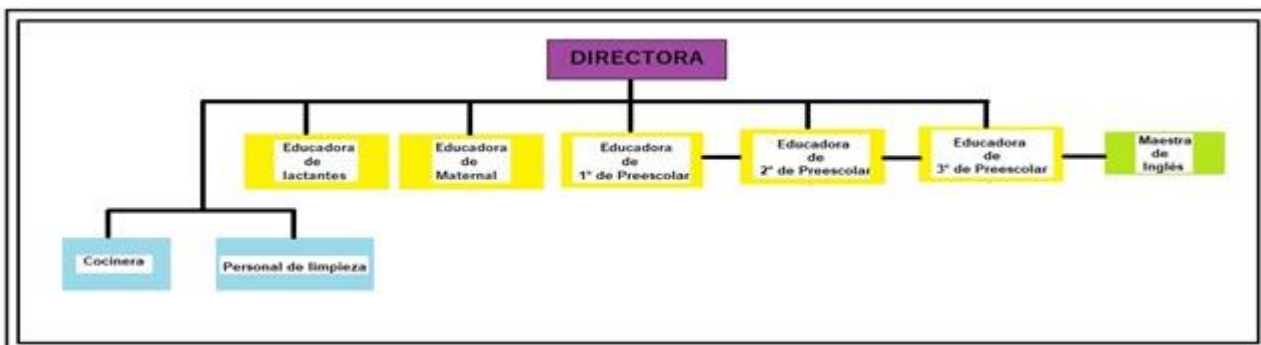 DIRECTORA
Educadora
de
lactantes
Educadora
de
Maternal
Educadora
de
1° de Preescolar
Educadora
de
2° de Preescolar
Educadora
de
3° de Preescolar
Maestra
de
Inglés
Cocinera
Personal de limpieza